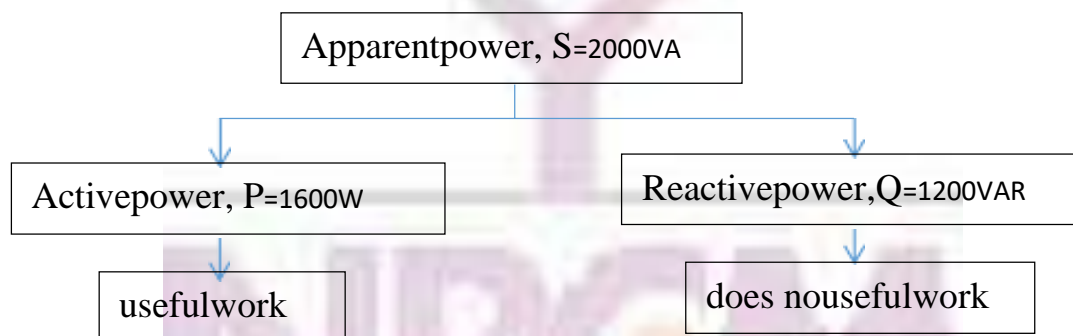 Apparentpower, S=2000VA
Activepower, P=1600W
Reactivepower,Q=1200VAR
usefulwork
does nousefulwork